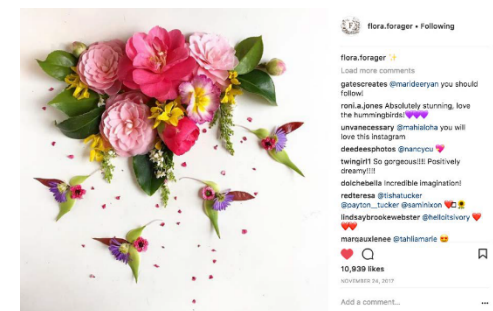 flora.forager • Following
flora.forager ✨
Load more comments
gatescreates @marideeryan you should
follow!
roni.a.jones Absolutely stunning, love
the hummingbirds!💜💜💜
unvanecessary @mahialoha you will
love this instagram
deedeesphotos @nancycu 💖
twingirl1 So gorgeous!!!! Positively
dreamy!!!!
dolchebella Incredible imagination!
redteresa @tishatucker
@payton__tucker @saminixon
lindsaybrookewebster @helloitsivory ❤️
❤️❤️
margauxlenee @tahliamarie 😍
10,939 likes
NOVEMBER 24, 2017
Add a comment...